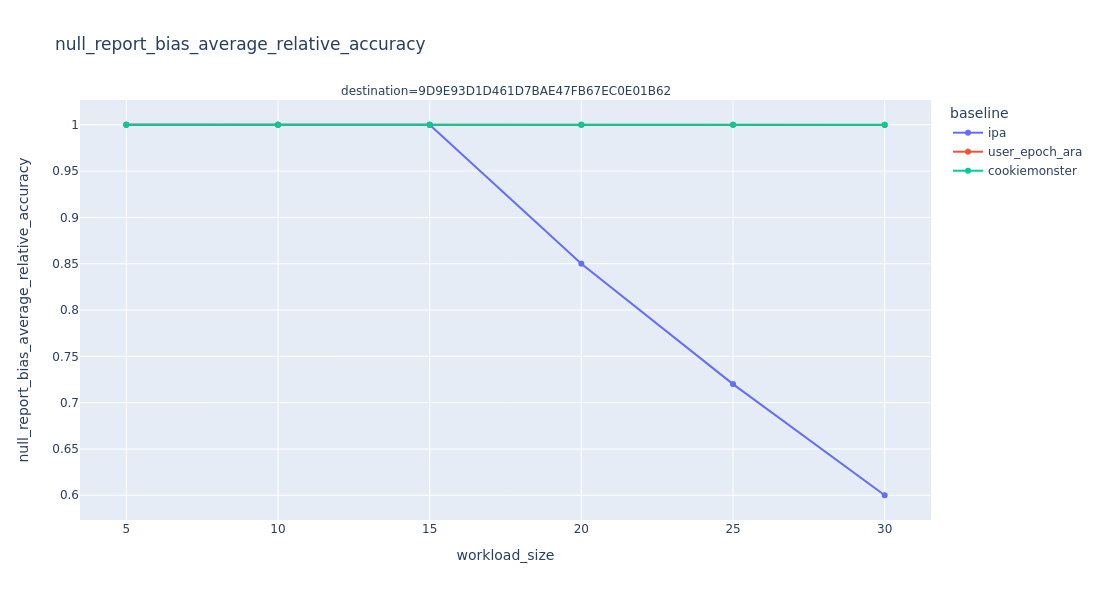 null_report_bias_average_relative_accuracy
destination=9D9E93D1D461D7BAE47FB67EC0E01B62
baseline
ipa
user_epoch_ara
cookiemonster
null_report_bias_average_relative_accuracy
1
0.95
0.9
0.85
0.8
0.75
0.7
0.65
0.6
5 10 15 20 25 30
workload_size